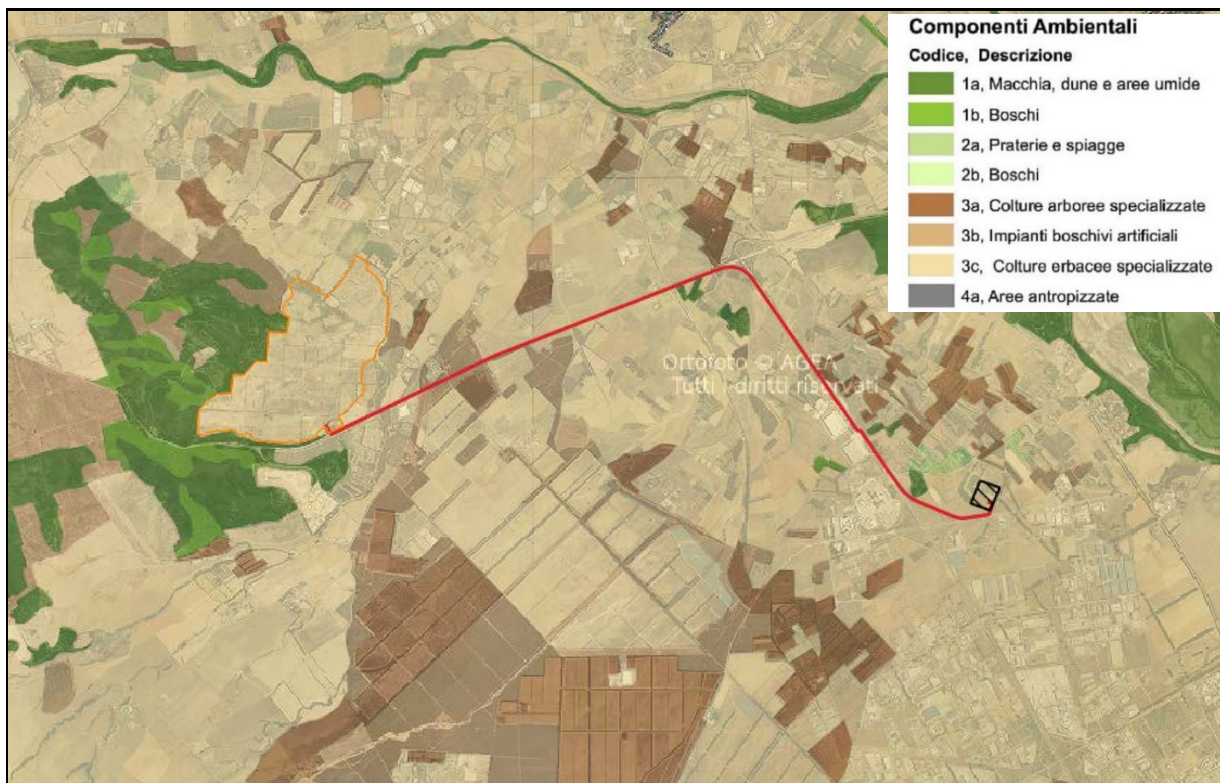 Componenti Ambientali
Codice, Descrizione
1a, Macchia, dune e aree umide
1b, Boschi
2a, Praterie e spiagge
2b, Boschi
3a, Colture arboree specializzate
3b, Impianti boschivi artificiali
3c, Colture erbacee specializzate
4a, Aree antropizzate
Ortofoto © AGEA
Tutti i diritti riservati